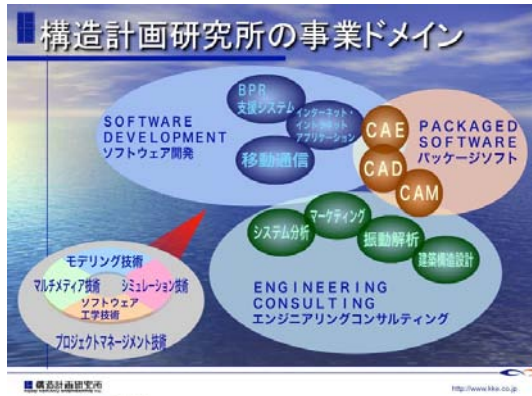 構造計画研究所の事業ドメイン
BPR
支援システム
インターネット・
イントラネット
アプリケーション
移動通信
SOFTWARE
DEVELOPMENT
ソフトウェア開発
CAE
CAD
CAM
PACKAGED
SOFTWARE
パッケージソフト
マーケティング
システム分析
振動解析
建築構造設計
ENGINEERING
CONSULTING
エンジニアリングコンサルティング
モデリング技術
マルチメディア技術
シミュレーション技術
ソフトウェア
工学技術
プロジェクトマネージメント技術
構造計画研究所
http://www.kke.co.jp